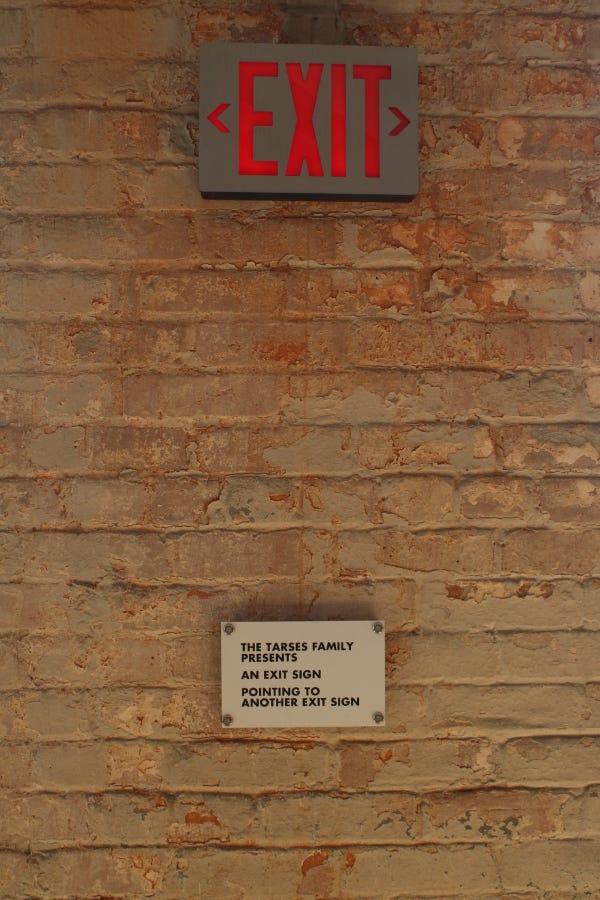 EXIT
THE TARSES FAMILY
PRESENTS
AN EXIT SIGN
POINTING TO
ANOTHER EXIT SIGN